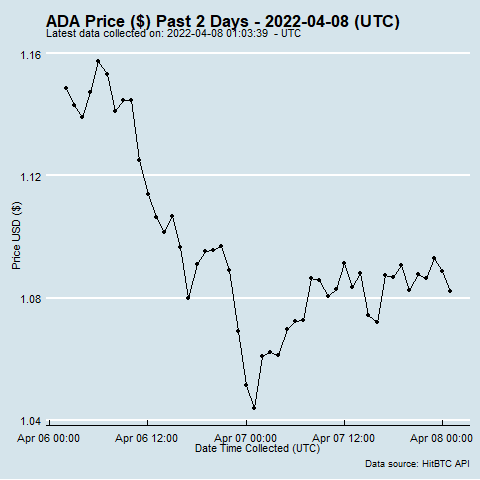 ADA Price ($) Past 2 Days - 2022-04-08 (UTC)
Latest data collected on: 2022-04-08 01:03:39 - UTC
1.16
1.12
1.08
1.04
Price USD ($)
Apr 06 00:00 Apr 06 12:00 Apr 07 00:00 Apr 07 12:00 Apr 08 00:00
Date Time Collected (UTC)
Data source: HitBTC API